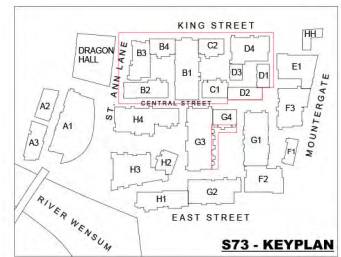 KING STREET
HH
DRAGON
HALL
B3
B4
C2
D4
E1
B1
D3
D1
ST. ANN LANE
B2
C1
D2
CENTRAL STREET
A2
A1
A3
H4
G4
G3
G1
F3
F1
MOUNTERGATE
H3
H2
F2
H1
G2
EAST STREET
RIVER WENSUM
S73 - KEYPLAN